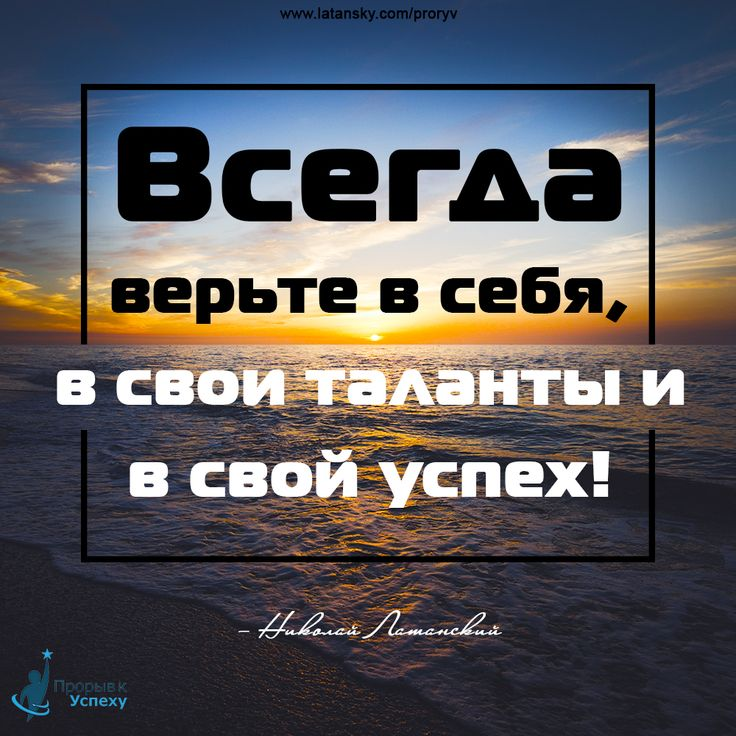 www.latansky.com/proryv
Всегда
верьте в себя,
в свои таланты и
в свой успех!
– Николай Латанский
Прорыв к
Успеху